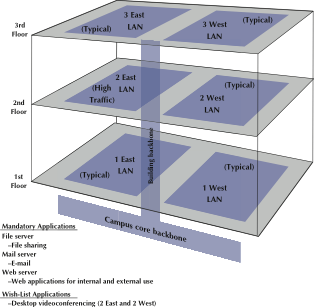 3rd
Floor
3 East
LAN
(Typical)
3 West
LAN
(Typical)
2nd
Floor
2 East
LAN
(High
Traffic)
(Typical)
2 West
LAN
Building backbone
1st
Floor
1 East
LAN
(Typical)
(Typical)
1 West
LAN
Campus core backbone
Mandatory Applications
File server
–File sharing
Mail server
–E-mail
Web server
–Web applications for internal and external use
Wish-List Applications
–Desktop videoconferencing (2 East and 2 West)